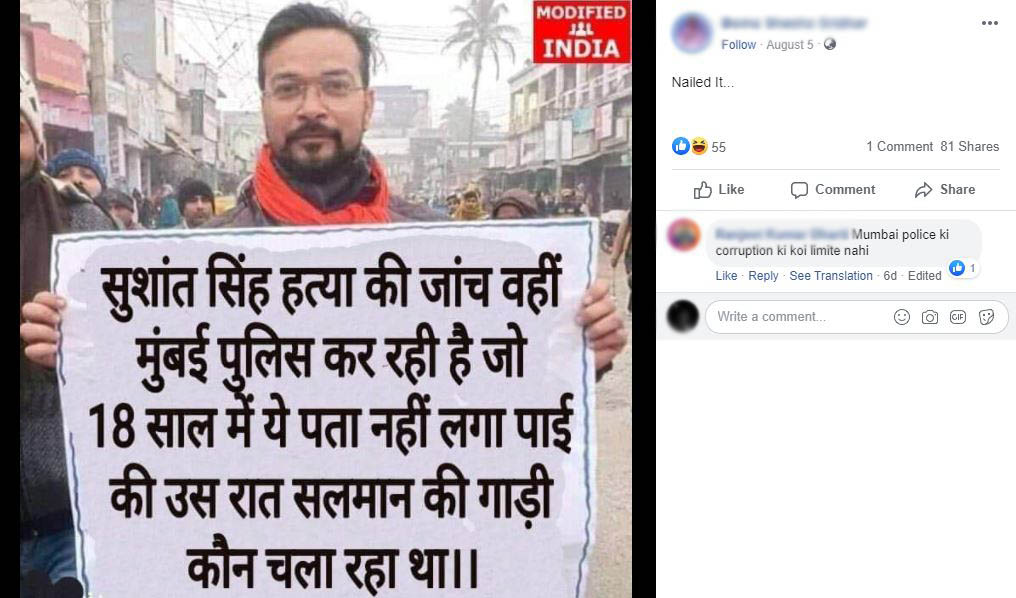 MODIFIED
INDIA
सुशांत सिंह हत्या की जांच वहीं
मुंबई पुलिस कर रही है जो
18 साल में ये पता नहीं लगा पाई
की उस रात सलमान की गाड़ी
कौन चला रहा था।।
Follow · August 5 ·
Nailed It...
55
1 Comment 81 Shares
Like Comment Share
Mumbai police ki
corruption ki koi limite nahi
Like · Reply · See Translation · 6d · Edited
1
Write a comment...
GIF